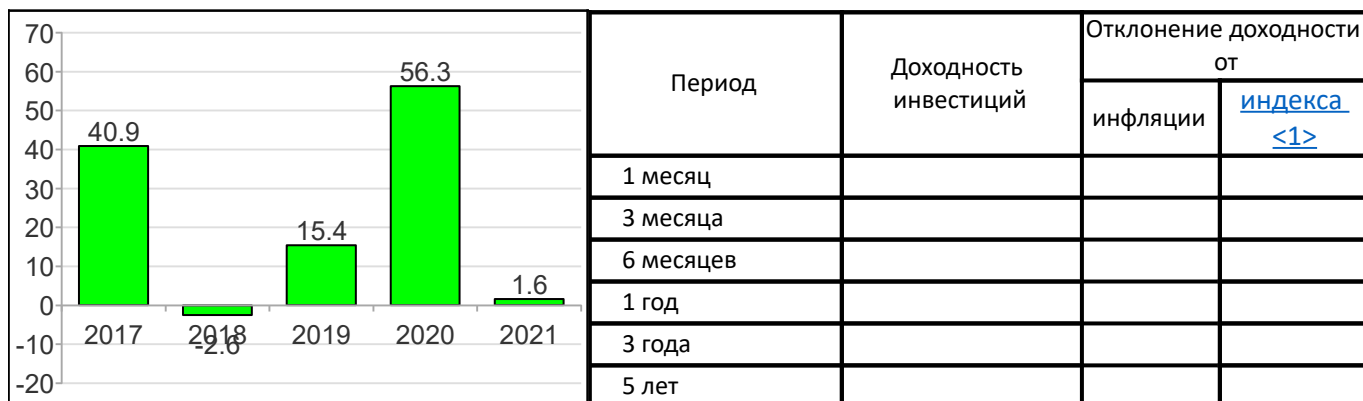 70
60
50
40
30
20
10
0
-10
-20
40.9
-2.6
15.4
56.3
1.6
2017 2018 2019 2020 2021
Период
Доходность
инвестиций
Отклонение доходности
от
инфляции
индекса
<1>
1 месяц
3 месяца
6 месяцев
1 год
3 года
5 лет